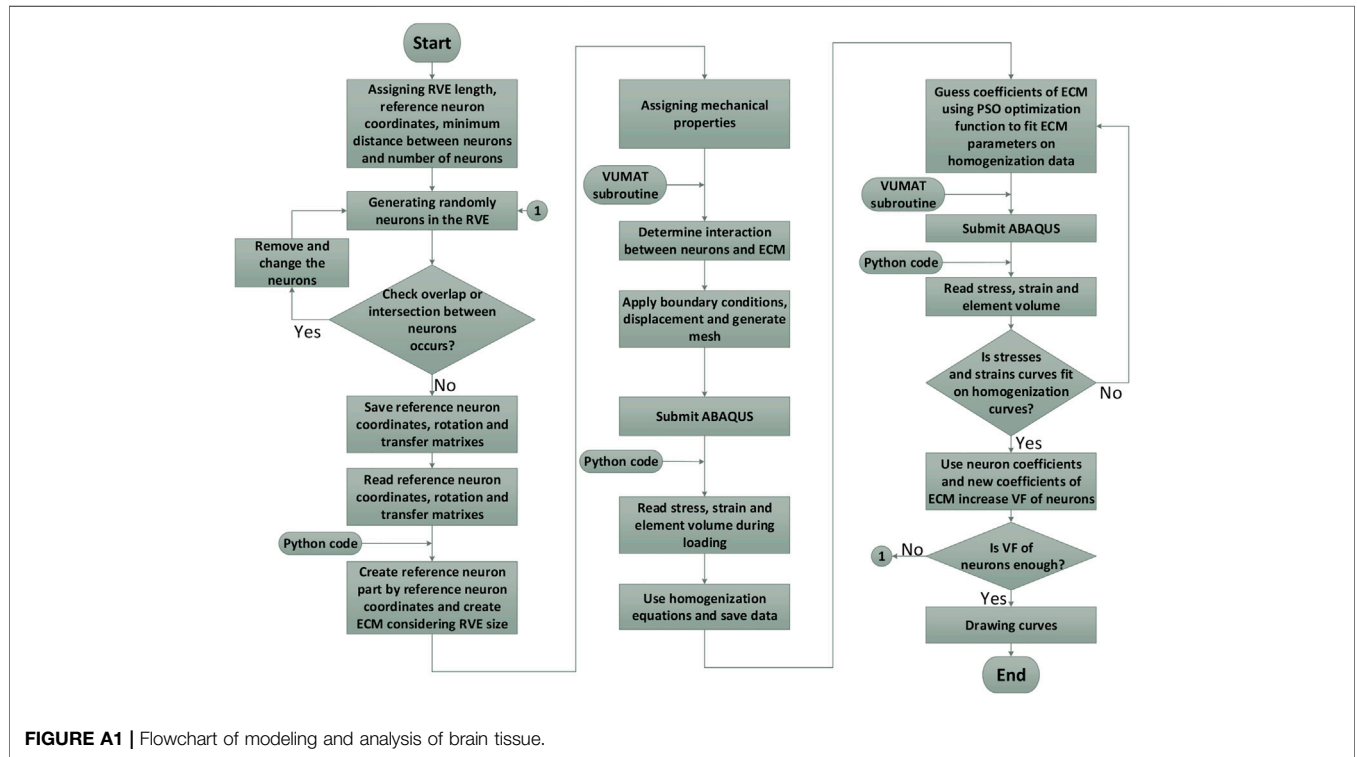 Start
Assigning RVE length,
reference neuron
coordinates, minimum
distance between neurons
and number of neurons
Generating randomly
neurons in the RVE
1
Remove and
change the
neurons
Check overlap or
intersection between
neurons
occurs?
Yes
No
Save reference neuron
coordinates, rotation and
transfer matrixes
Read reference neuron
coordinates, rotation and
transfer matrixes
Python code
Create reference neuron
part by reference neuron
coordinates and create
ECM considering RVE size
Assigning mechanical
properties
VUMAT
subroutine
Determine interaction
between neurons and ECM
Apply boundary conditions,
displacement and generate
mesh
Submit ABAQUS
Python code
Read stress, strain and
element volume during
loading
Use homogenization
equations and save data
Guess coefficients of ECM
using PSO optimization
function to fit ECM
parameters on
homogenization data
VUMAT
subroutine
Submit ABAQUS
Python code
Read stress, strain and
element volume
Is stresses
and strains curves fit
on homogenization
curves?
No
Yes
Use neuron coefficients
and new coefficients of
ECM increase VF of neurons
Is VF of
neurons enough?
No
1
Yes
Drawing curves
End
FIGURE A1 | Flowchart of modeling and analysis of brain tissue.